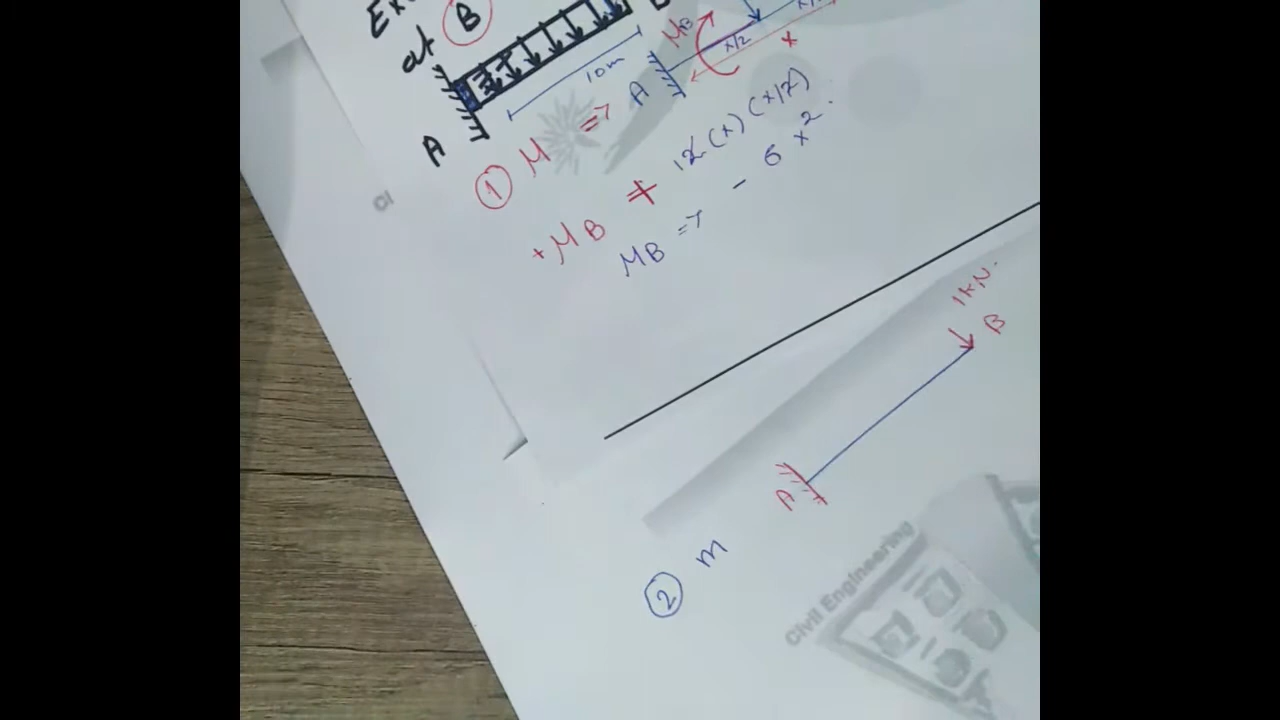 at B
10m
A
MB
x/2
x
A
① M =>
12(x)(x/2)
+MB +
MB => - 6x².
1kN.
B
A
② m
Civil Engineering